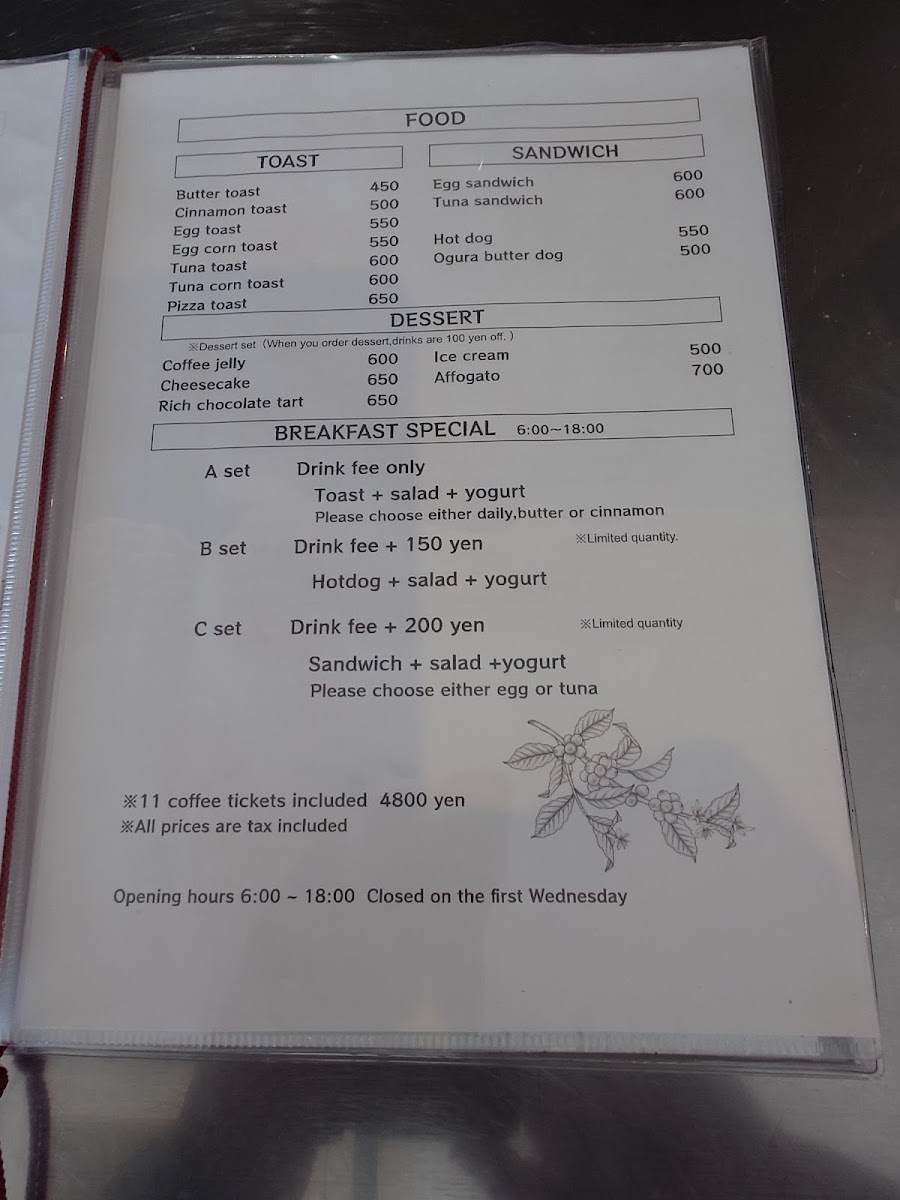 FOOD
TOAST
Butter toast 450
Cinnamon toast 500
Egg toast 550
Egg corn toast 550
Tuna toast 600
Tuna corn toast 600
Pizza toast 650
SANDWICH
Egg sandwich 600
Tuna sandwich 600
Hot dog 550
Ogura butter dog 500
DESSERT
※Dessert set (When you order dessert,drinks are 100 yen off. )
Coffee jelly 600
Cheesecake 650
Rich chocolate tart 650
Ice cream 500
Affogato 700
BREAKFAST SPECIAL 6:00~18:00
A set Drink fee only
Toast + salad + yogurt
Please choose either daily,butter or cinnamon
B set Drink fee + 150 yen ※Limited quantity.
Hotdog + salad + yogurt
C set Drink fee + 200 yen ※Limited quantity
Sandwich + salad +yogurt
Please choose either egg or tuna
※11 coffee tickets included 4800 yen
※All prices are tax included
Opening hours 6:00 ~ 18:00 Closed on the first Wednesday